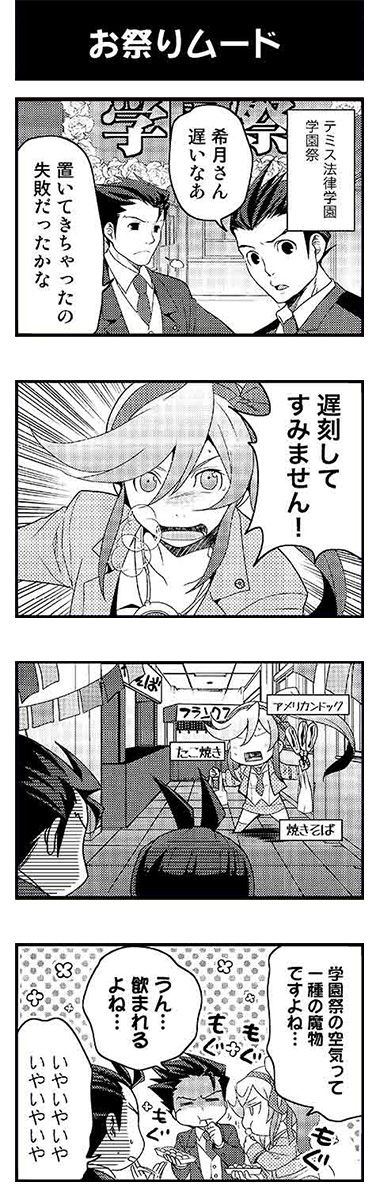 お祭りムード
テミス法律学園
学園祭
希月さん
遅いなあ
置いてきちゃったの
失敗だったかな
遅刻して
すみません！
アメリカンドック
そば
フランクフ
たこ焼き
焼きそば
学園祭の空気って
一種の魔物
ですよね…
うん…
飲まれる
よね…
もぐ
もぐ
もぐ
もぐ
いやいやいや
いやいやいや